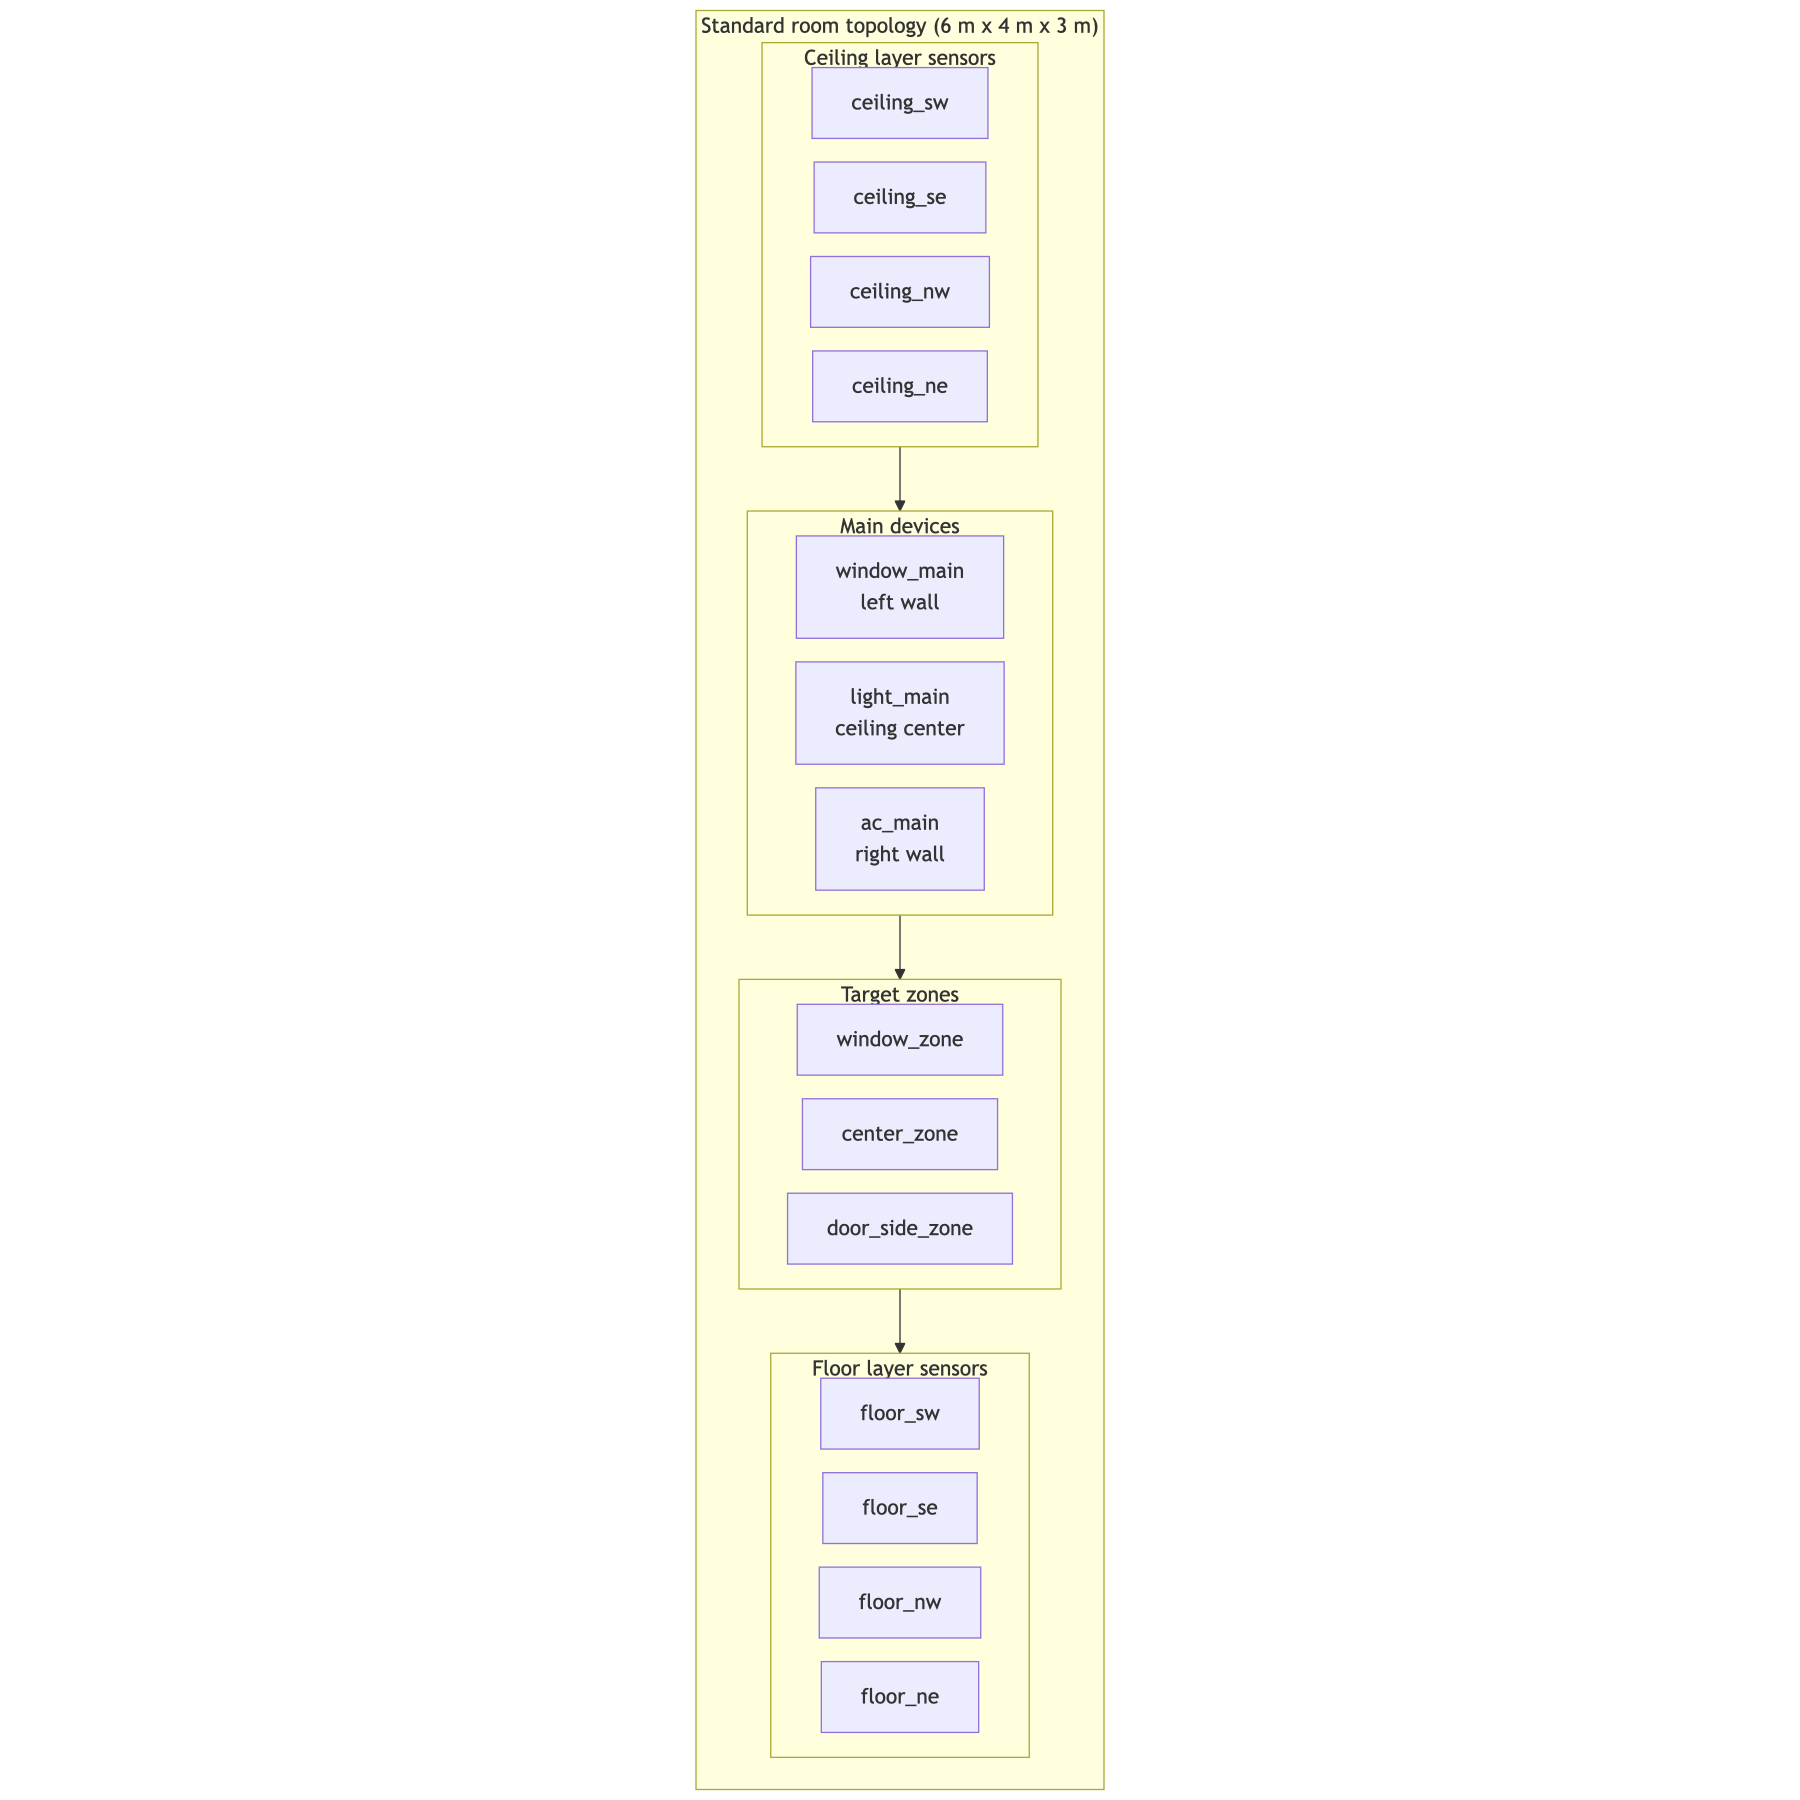 Standard room topology (6 m x 4 m x 3 m)
Ceiling layer sensors
ceiling_sw
ceiling_se
ceiling_nw
ceiling_ne
Main devices
window_main
left wall
light_main
ceiling center
ac_main
right wall
Target zones
window_zone
center_zone
door_side_zone
Floor layer sensors
floor_sw
floor_se
floor_nw
floor_ne